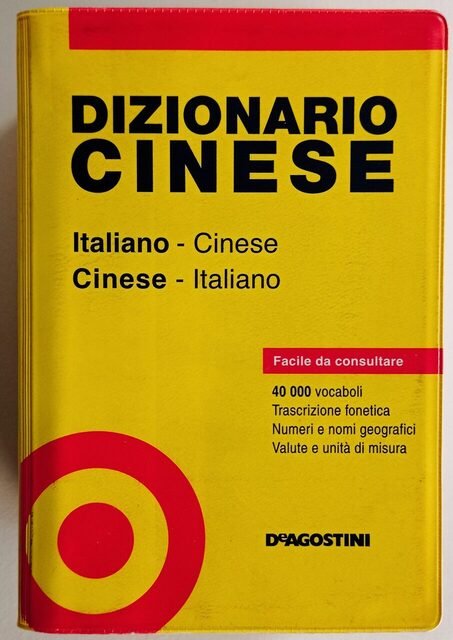 DIZIONARIO
CINESE
Italiano - Cinese
Cinese - Italiano
Facile da consultare
40 000 vocaboli
Trascrizione fonetica
Numeri e nomi geografici
Valute e unità di misura
DeAGOSTINI